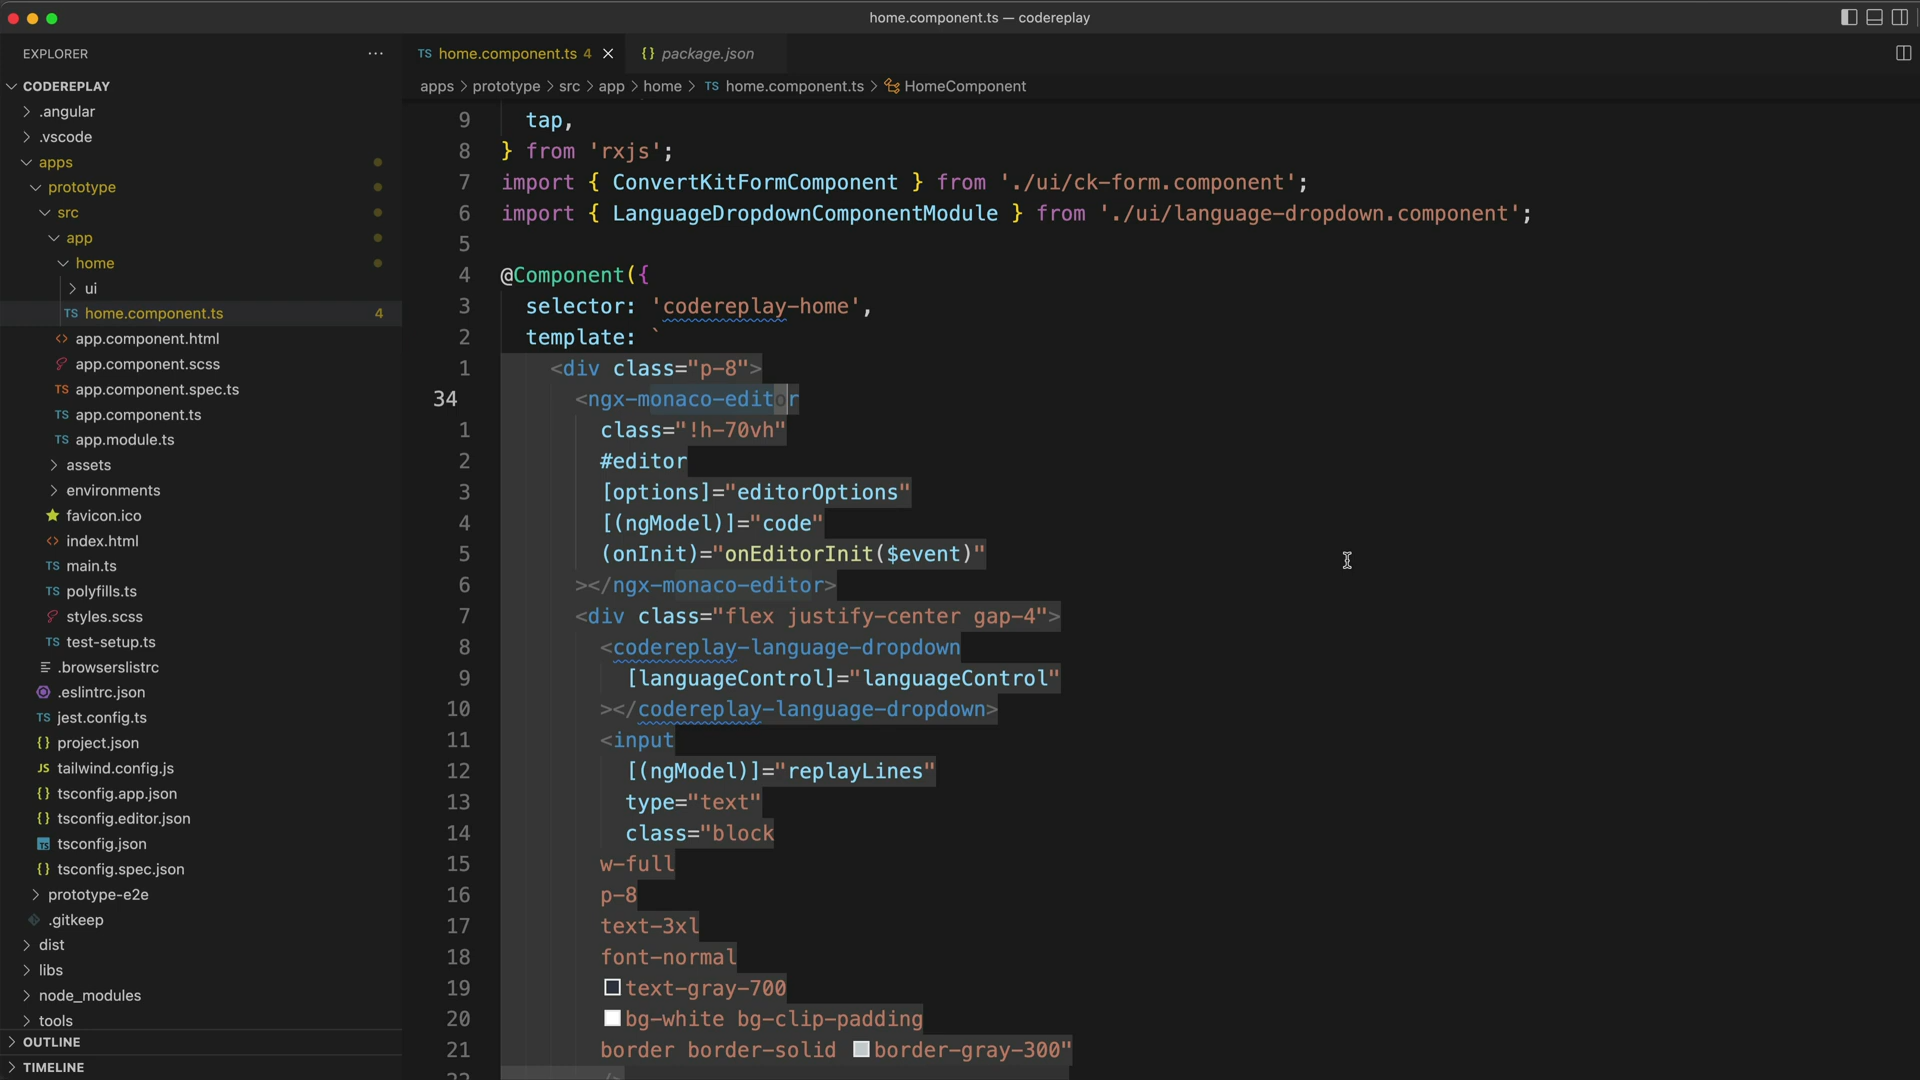 home.component.ts — codereplay
EXPLORER
CODEREPLAY
.angular
.vscode
apps
prototype
src
app
home
ui
TS home.component.ts 4
<> app.component.html
app.component.scss
TS app.component.spec.ts
TS app.component.ts
TS app.module.ts
assets
environments
favicon.ico
<> index.html
TS main.ts
TS polyfills.ts
styles.scss
TS test-setup.ts
.browserslistrc
.eslintrc.json
TS jest.config.ts
{} project.json
JS tailwind.config.js
{} tsconfig.app.json
{} tsconfig.editor.json
tsconfig.json
{} tsconfig.spec.json
prototype-e2e
.gitkeep
dist
libs
node_modules
tools
OUTLINE
TIMELINE
TS home.component.ts 4
{} package.json
apps > prototype > src > app > home > TS home.component.ts > HomeComponent
9 tap,
8 } from 'rxjs';
7 import { ConvertKitFormComponent } from './ui/ck-form.component';
6 import { LanguageDropdownComponentModule } from './ui/language-dropdown.component';
5
4 @Component({
3 selector: 'codereplay-home',
2 template: `
1 <div class="p-8">
34 <ngx-monaco-editor
1 class="!h-70vh"
2 #editor
3 [options]="editorOptions"
4 [(ngModel)]="code"
5 (onInit)="onEditorInit($event)"
6 ></ngx-monaco-editor>
7 <div class="flex justify-center gap-4">
8 <codereplay-language-dropdown
9 [languageControl]="languageControl"
10 ></codereplay-language-dropdown>
11 <input
12 [(ngModel)]="replayLines"
13 type="text"
14 class="block
15 w-full
16 p-8
17 text-3xl
18 font-normal
19 text-gray-700
20 bg-white bg-clip-padding
21 border border-solid border-gray-300"